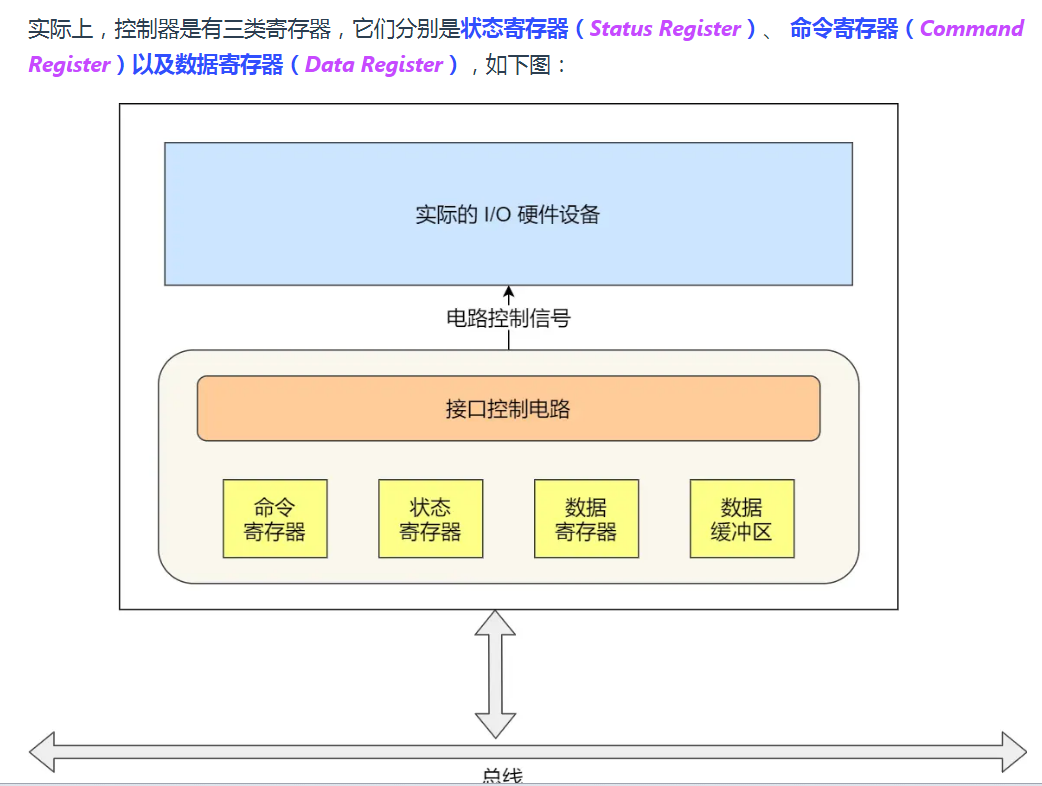 实际上，控制器是有三类寄存器，它们分别是状态寄存器（Status Register）、 命令寄存器（Command
Register）以及数据寄存器（Data Register），如下图：
实际的 I/O 硬件设备
电路控制信号
接口控制电路
命令
寄存器
状态
寄存器
数据
寄存器
数据
缓冲区
总线